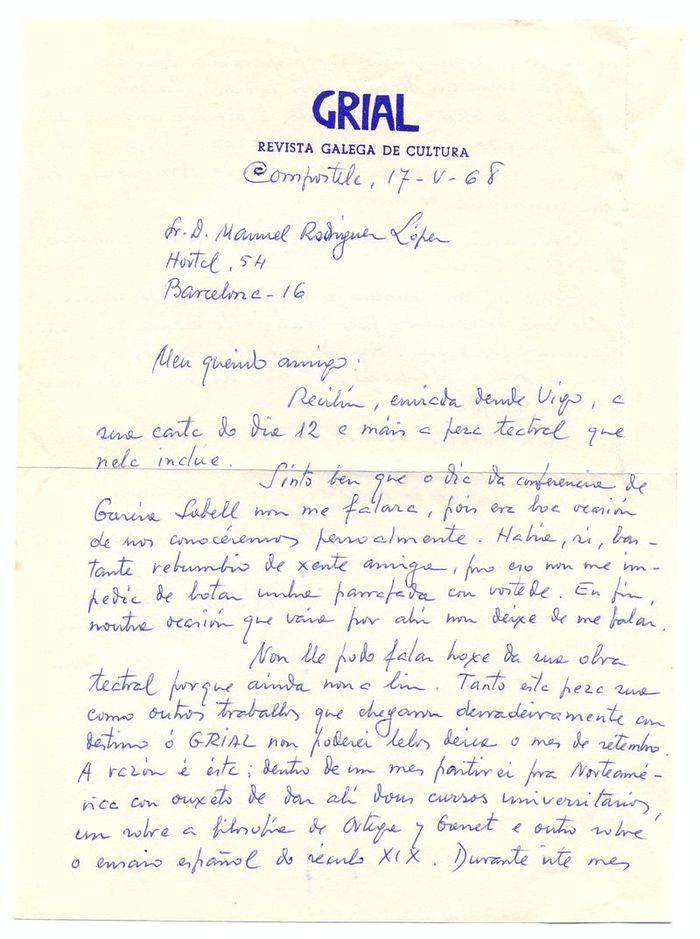 GRIAL
REVISTA GALEGA DE CULTURA
Compostela, 17-V-68
Sr. D. Manuel Rodríguez López
Hostal, 54
Barcelona-16
Meu querido amigo:
Recibín, enviada dende Vigo, a
sua carta do día 12 e máis a peza teatral que
nela inclúe.
Sinto ben que o día da conferencia de
García Sabell non me falara, pois era boa ocasión
de nos conocéremos persoalmente. Había, si, bas-
tante rebumbio de xente amiga, pro eso non me im-
pedía de botar unha parrafada con vostede. En fin,
noutra ocasión que vaia por ahí non deixe de me falar.
Non lle podo falar hoxe da sua obra
teatral porque ainda non a lin. Tanto esta peza sua
como outros traballos que chegaron derradeiramente con
destino ó GRIAL non poderei lelos deica o mes de setembro.
A razón é ésta: dentro de un mes partirei pra Norteamé-
rica con ouxeto de dar alí dous cursos universitarios,
un sobre a filosofía de Ortega y Gasset e outro sobre
o ensaio español do século XIX. Durante iste mes